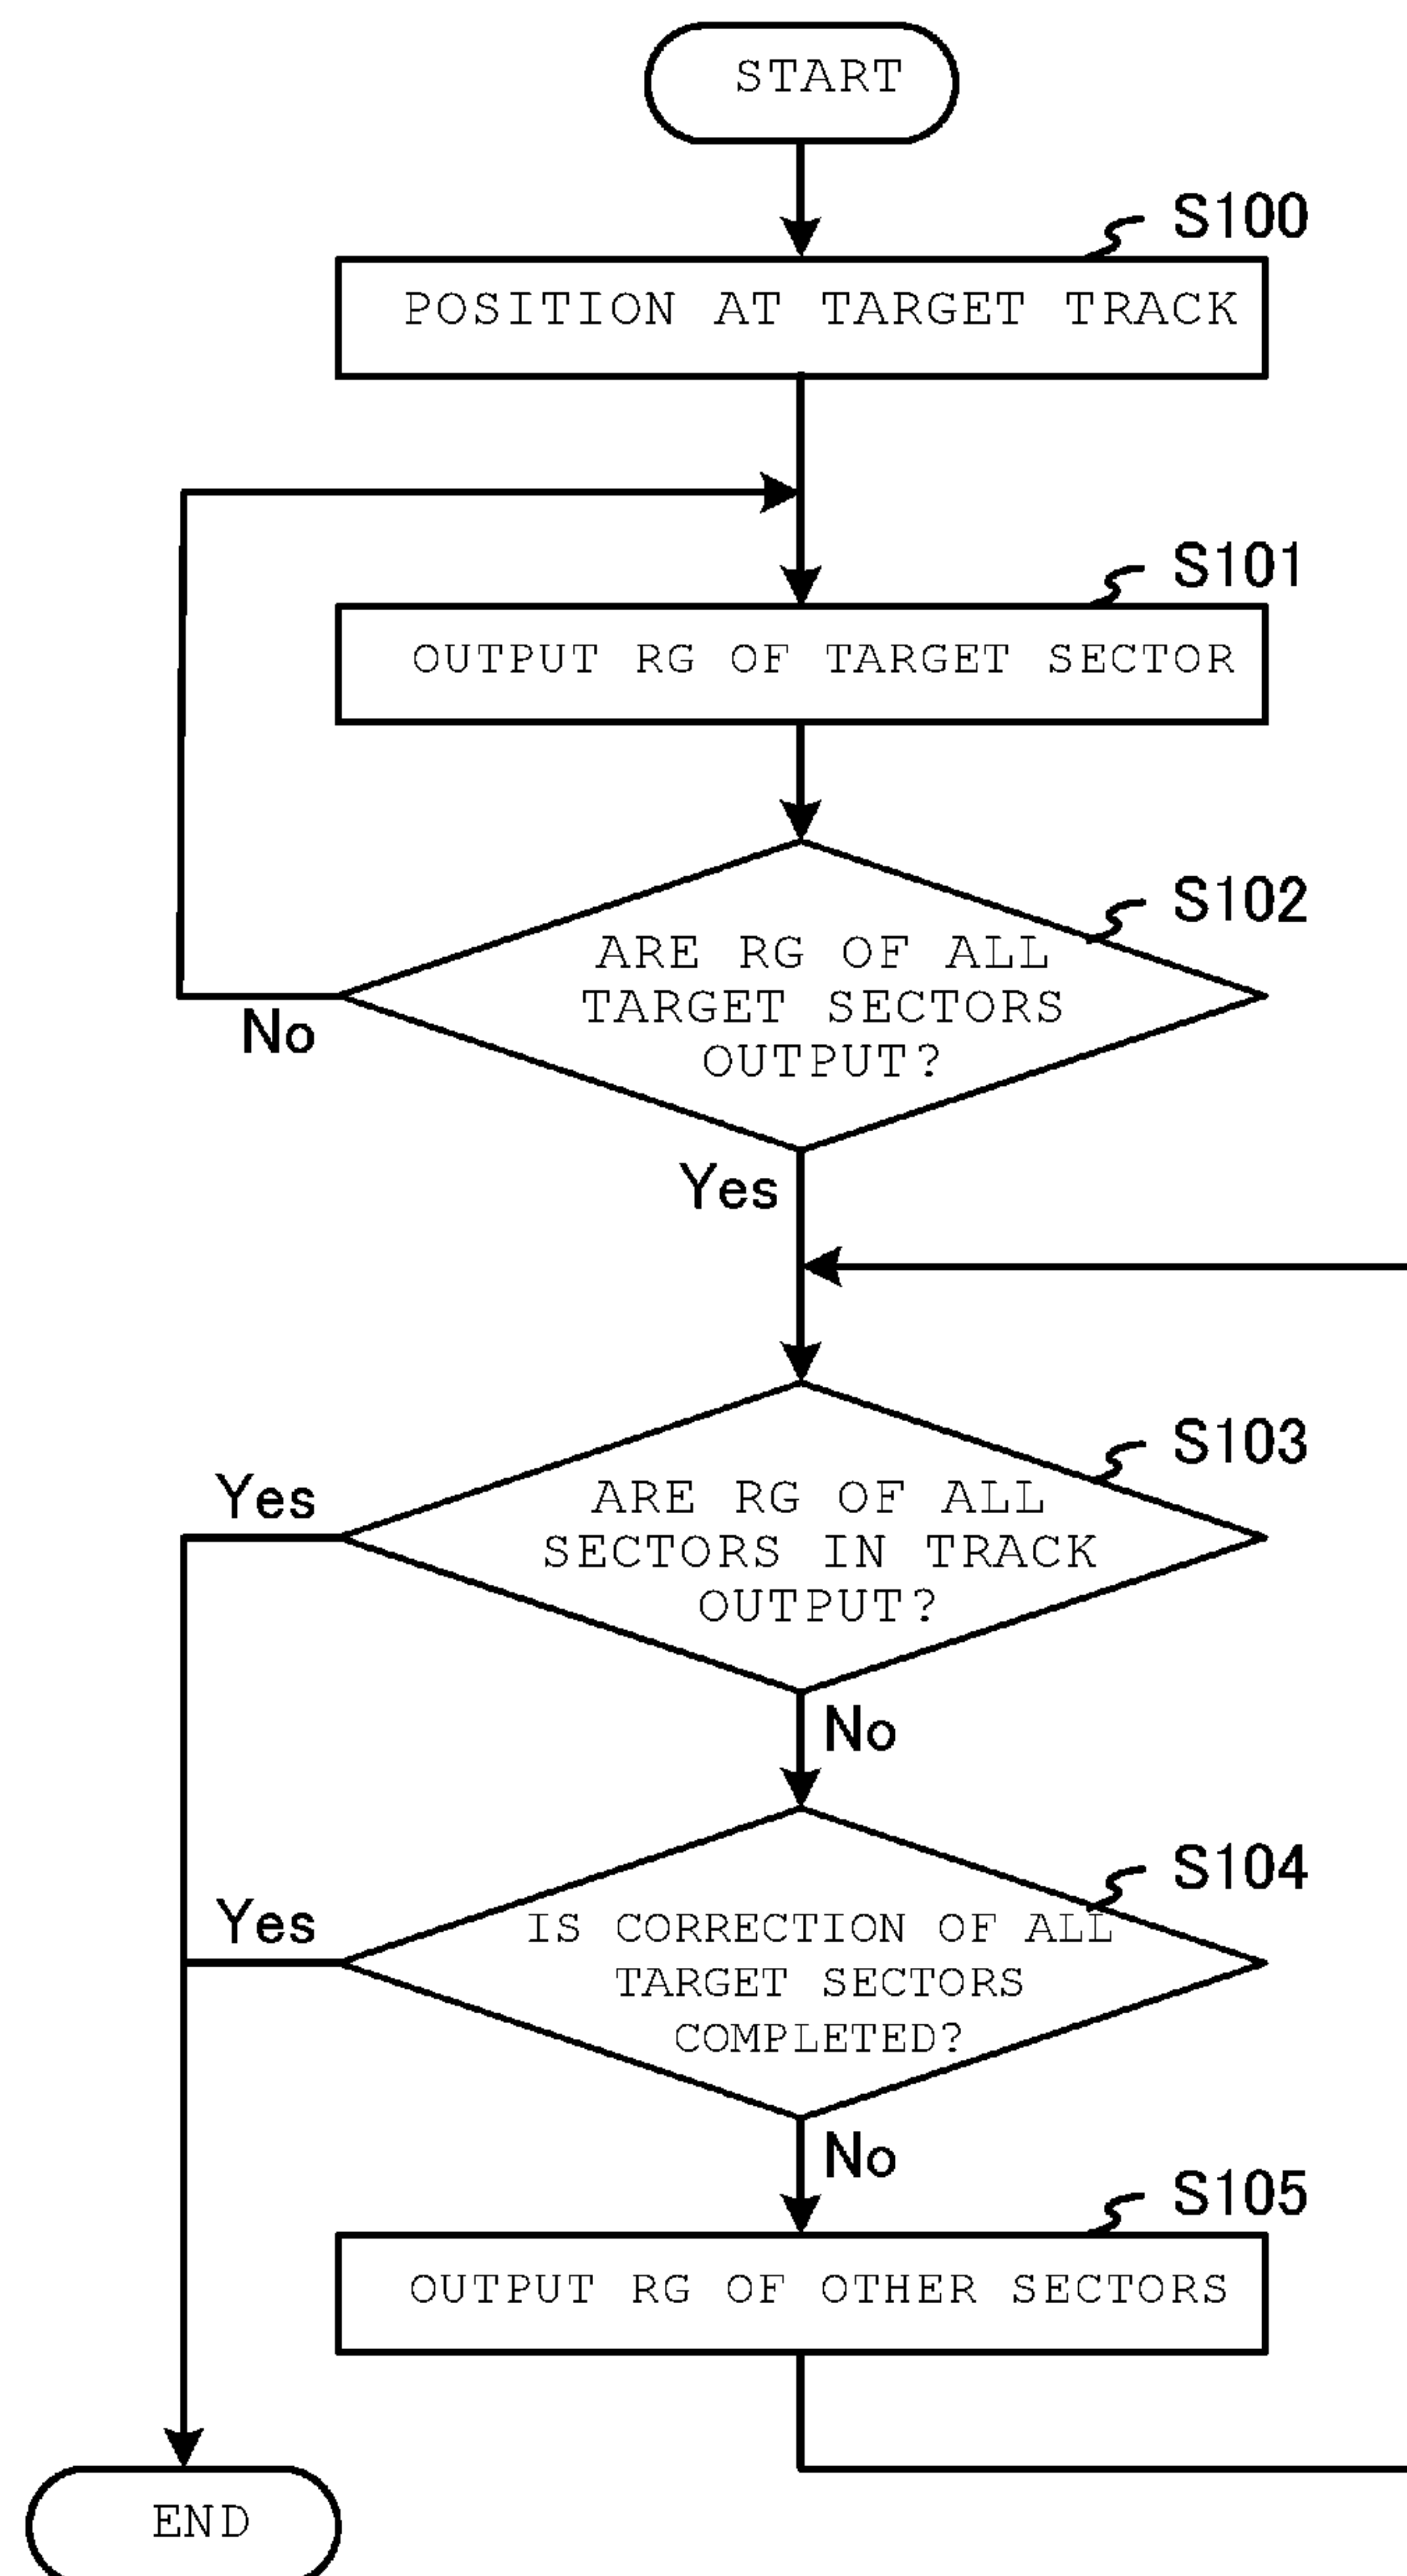 START
S100
POSITION AT TARGET TRACK
S101
OUTPUT RG OF TARGET SECTOR
S102
ARE RG OF ALL
TARGET SECTORS
OUTPUT?
No
Yes
S103
ARE RG OF ALL
SECTORS IN TRACK
OUTPUT?
Yes
No
S104
IS CORRECTION OF ALL
TARGET SECTORS
COMPLETED?
Yes
No
S105
OUTPUT RG OF OTHER SECTORS
END